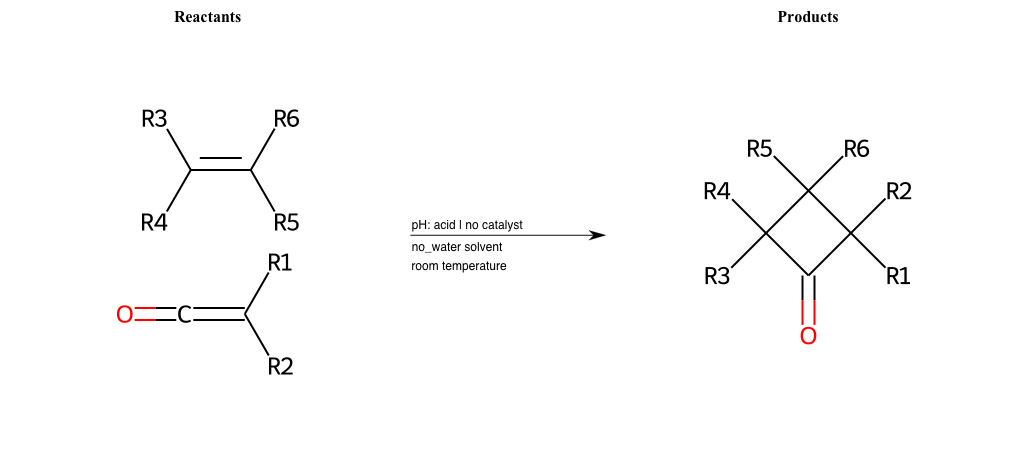 Reactants
Products
R3 R6
R4 R5
R1
O C
R2
pH: acid | no catalyst
no_water solvent
room temperature
R5 R6
R4 R2
R3 R1
O